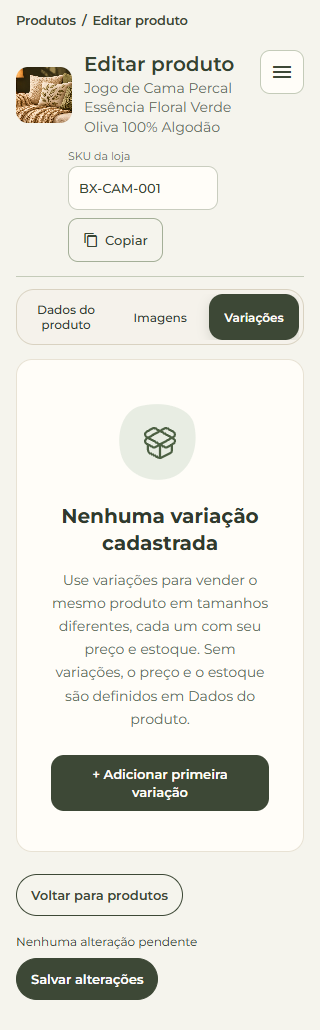 Produtos / Editar produto
Editar produto
Jogo de Cama Percal
Essência Floral Verde
Oliva 100% Algodão
SKU da loja
BX-CAM-001
Copiar
Dados do
produto
Imagens
Variações
Nenhuma variação
cadastrada
Use variações para vender o
mesmo produto em tamanhos
diferentes, cada um com seu
preço e estoque. Sem
variações, o preço e o estoque
são definidos em Dados do
produto.
+ Adicionar primeira
variação
Voltar para produtos
Nenhuma alteração pendente
Salvar alterações